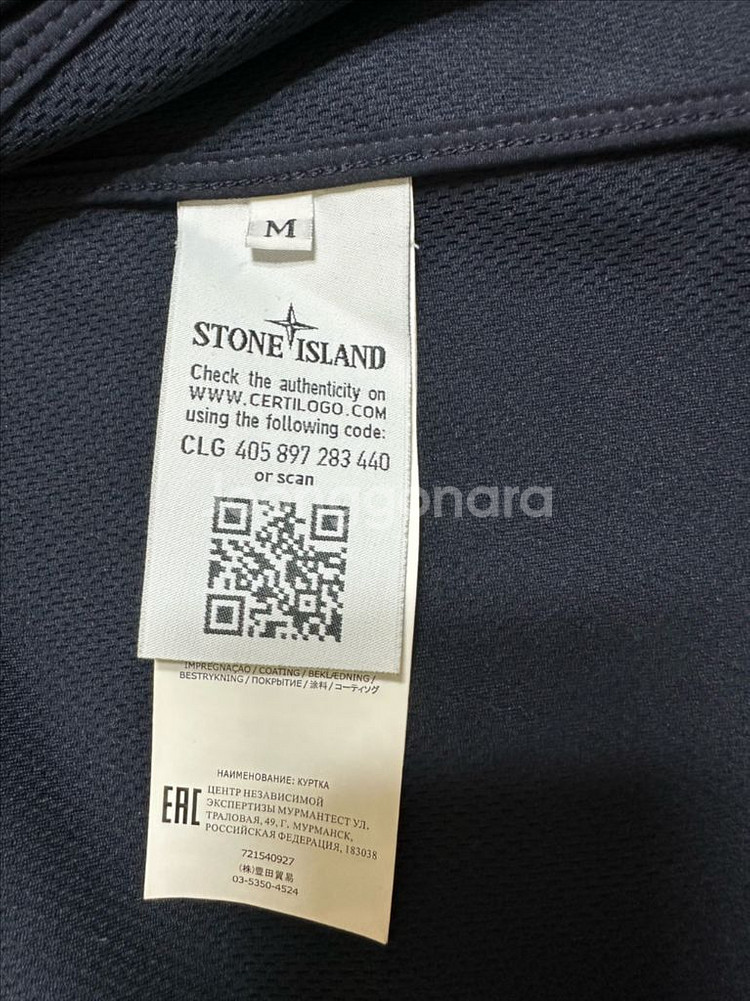 M
STONE ISLAND
Check the authenticity on
WWW.CERTILOGO.COM
using the following code:
CLG 405 897 283 440
or scan
IMPREGNAÇÃO / COATING / BEKLÆDNING /
BESTRYKNING / ПОКРЫТИЕ / 涂料 / コーティング
НАИМЕНОВАНИЕ: КУРТКА
EAC
ЦЕНТР НЕЗАВИСИМОЙ
ЭКСПЕРТИЗЫ МУРМАНТЕСТ УЛ.
ТРАЛОВАЯ, 49, Г. МУРМАНСК,
РОССИЙСКАЯ ФЕДЕРАЦИЯ, 183038
721540927
(株)豊田貿易
03-5350-4524